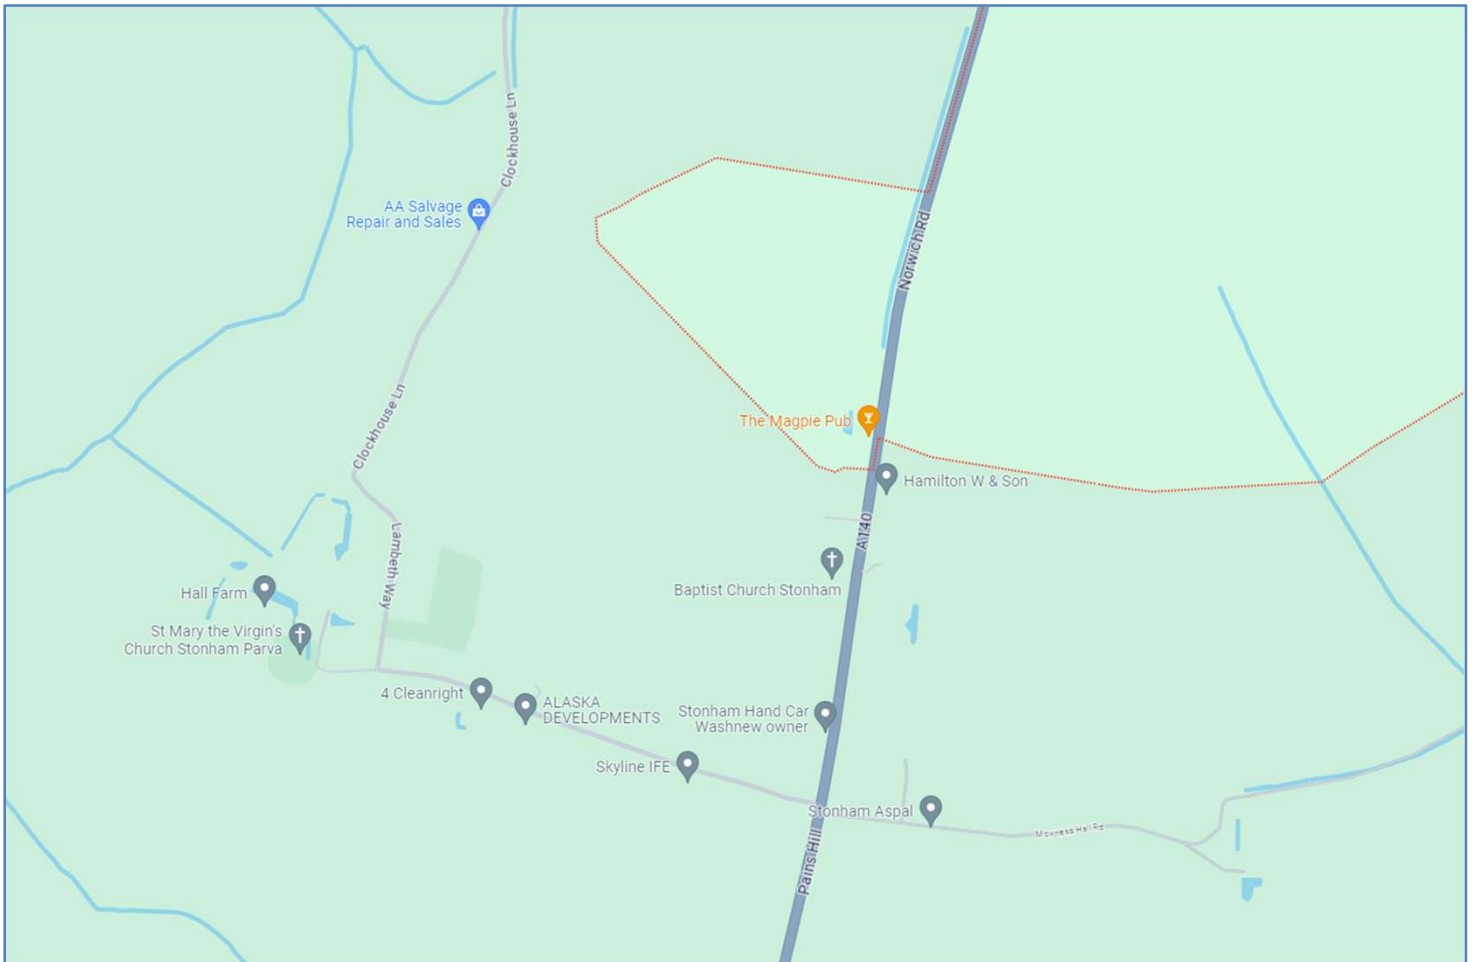 Clockhouse Ln
AA Salvage
Repair and Sales
Norwich Rd
Clockhouse Ln
The Magpie Pub
Hamilton W & Son
A140
Lambeth Way
Baptist Church Stonham
Hall Farm
St Mary the Virgin's
Church Stonham Parva
4 Cleanright
ALASKA
DEVELOPMENTS
Stonham Hand Car
Washnew owner
Skyline IFE
Stonham Aspal
Mowness Hall Rd
Pains Hill